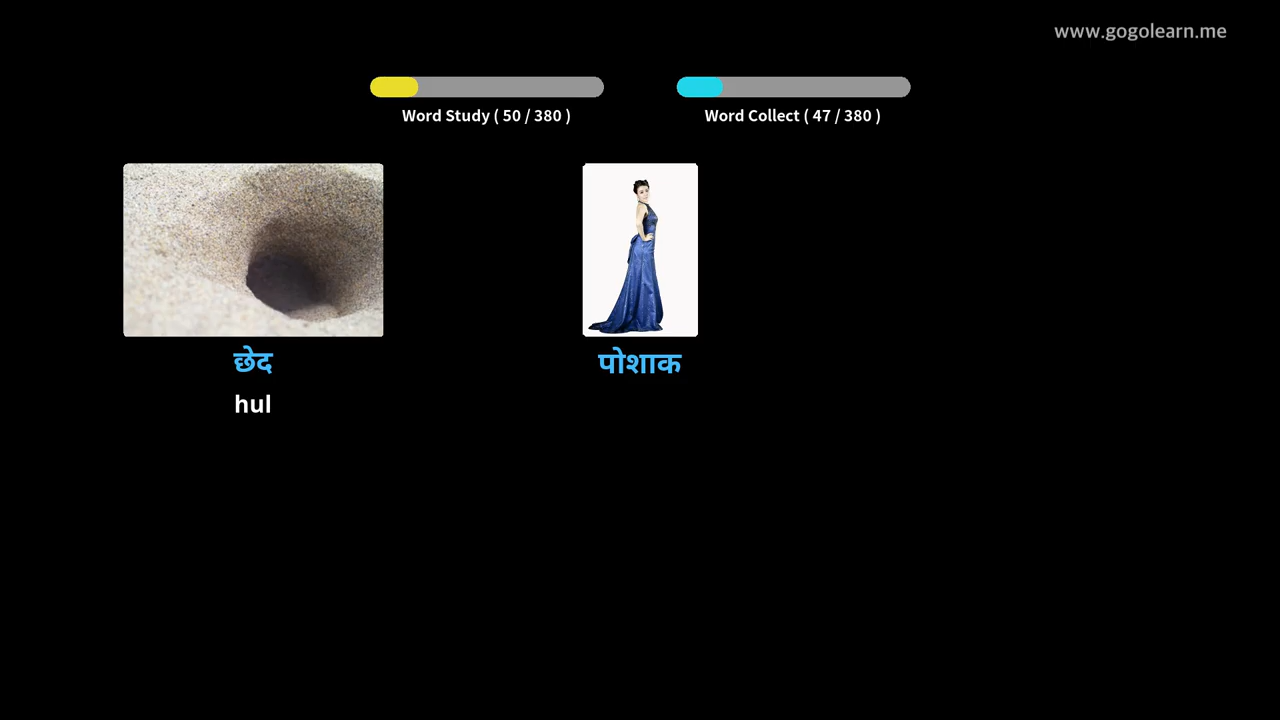 www.gogolearn.me
Word Study ( 50 / 380 )
Word Collect ( 47 / 380 )
छेद
पोशाक
hul